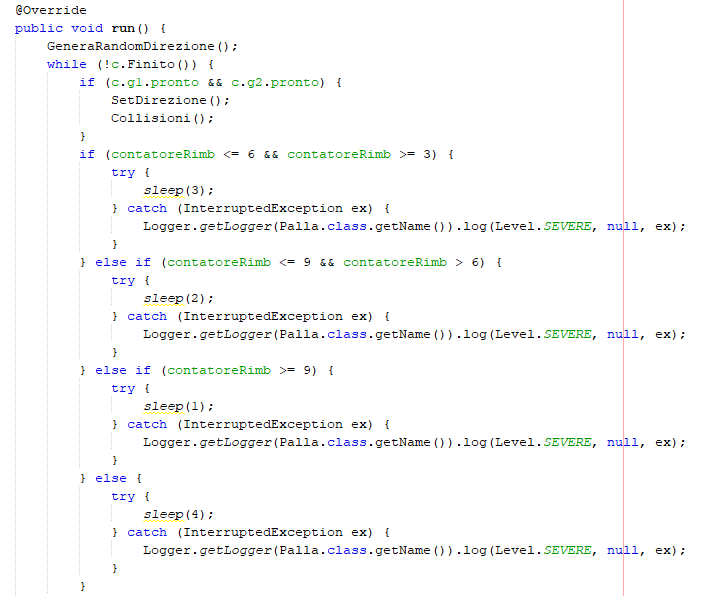 @Override
public void run() {
    GeneraRandomDirezione();
    while (!c.Finito()) {
        if (c.g1.pronto && c.g2.pronto) {
            SetDirezione();
            Collisioni();
        }
        if (contatoreRimb <= 6 && contatoreRimb >= 3) {
            try {
                sleep(3);
            } catch (InterruptedException ex) {
                Logger.getLogger(Palla.class.getName()).log(Level.SEVERE, null, ex);
            }
        } else if (contatoreRimb <= 9 && contatoreRimb > 6) {
            try {
                sleep(2);
            } catch (InterruptedException ex) {
                Logger.getLogger(Palla.class.getName()).log(Level.SEVERE, null, ex);
            }
        } else if (contatoreRimb >= 9) {
            try {
                sleep(1);
            } catch (InterruptedException ex) {
                Logger.getLogger(Palla.class.getName()).log(Level.SEVERE, null, ex);
            }
        } else {
            try {
                sleep(4);
            } catch (InterruptedException ex) {
                Logger.getLogger(Palla.class.getName()).log(Level.SEVERE, null, ex);
            }
        }